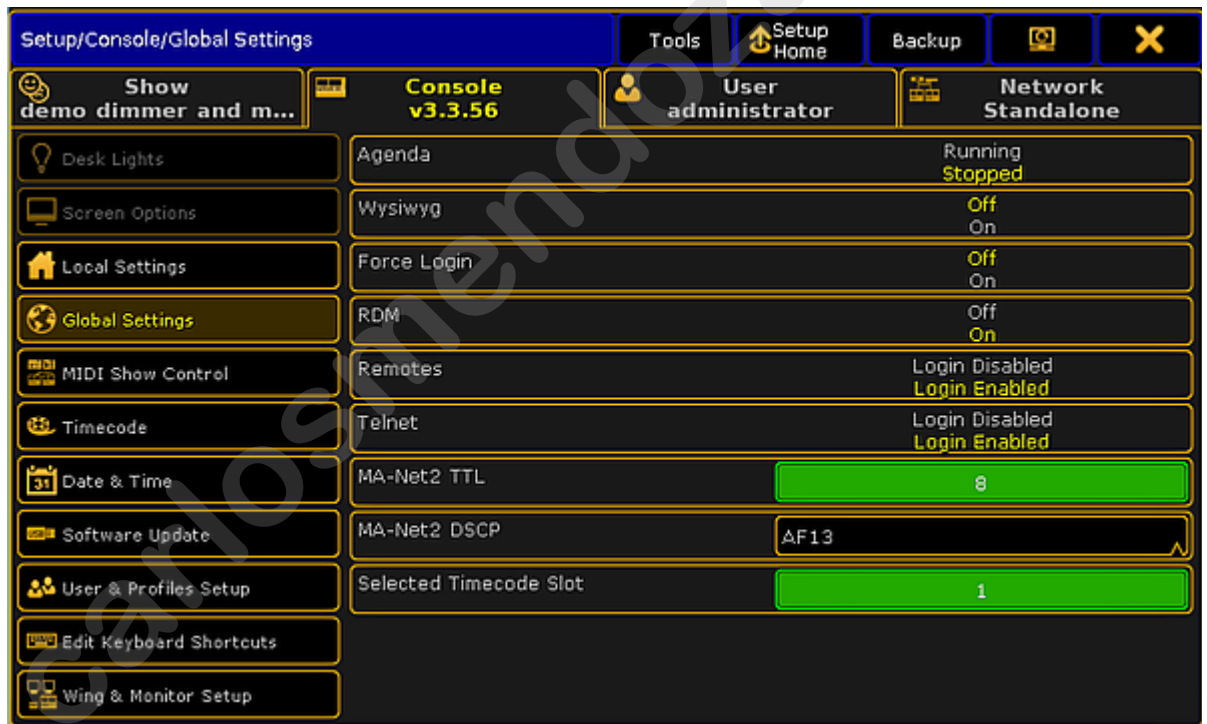 Setup/Console/Global Settings
Tools
Setup
Home
Backup
Show
demo dimmer and m...
Console
v3.3.56
User
administrator
Network
Standalone
Desk Lights
Screen Options
Local Settings
Global Settings
MIDI
MIDI Show Control
Timecode
31
Date & Time
Software Update
User & Profiles Setup
Edit Keyboard Shortcuts
Wing & Monitor Setup
Agenda
Running
Stopped
Wysiwyg
Off
On
Force Login
Off
On
RDM
Off
On
Remotes
Login Disabled
Login Enabled
Telnet
Login Disabled
Login Enabled
MA-Net2 TTL
8
MA-Net2 DSCP
AF13
Selected Timecode Slot
1
carlosmendoza